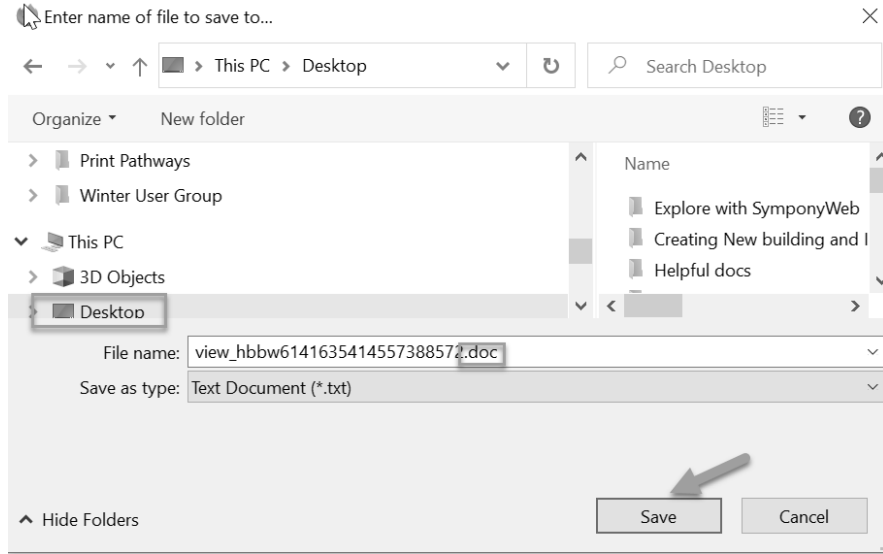 Enter name of file to save to...
This PC > Desktop
Search Desktop
Organize
New folder
Print Pathways
Winter User Group
This PC
3D Objects
Desktop
Name
Explore with SymponyWeb
Creating New building and I
Helpful docs
File name: view_hbbw6141635414557388572.doc
Save as type: Text Document (*.txt)
Hide Folders
Save
Cancel